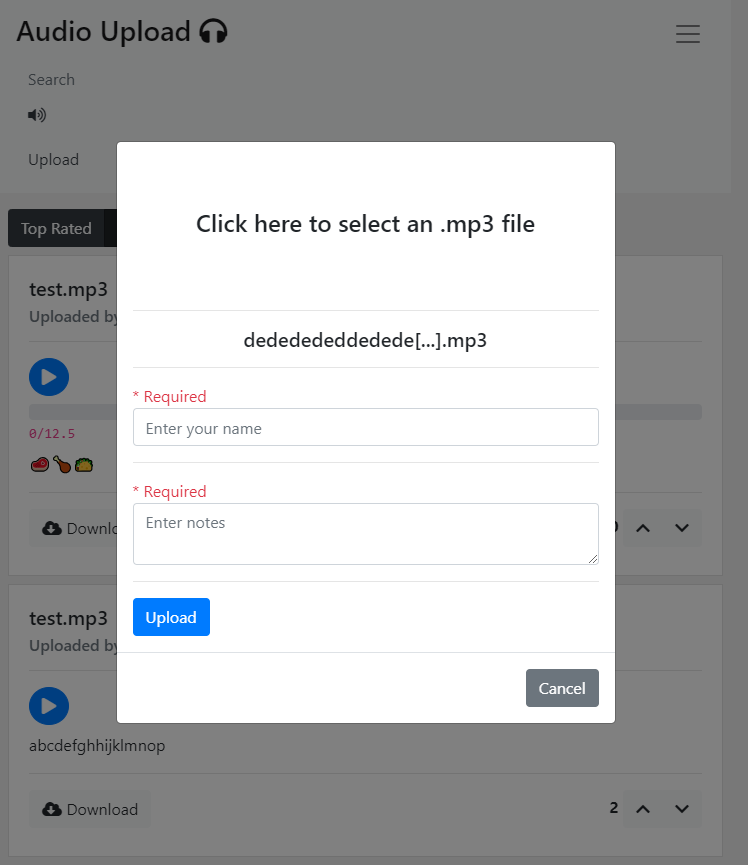 Audio Upload
Search
Upload
Top Rated
test.mp3
Uploaded by
0/12.5
Click here to select an .mp3 file
dededededdedede[...].mp3
* Required
Enter your name
* Required
Enter notes
Upload
Cancel
test.mp3
Uploaded by
abcdefghhijklmnop
Download
2